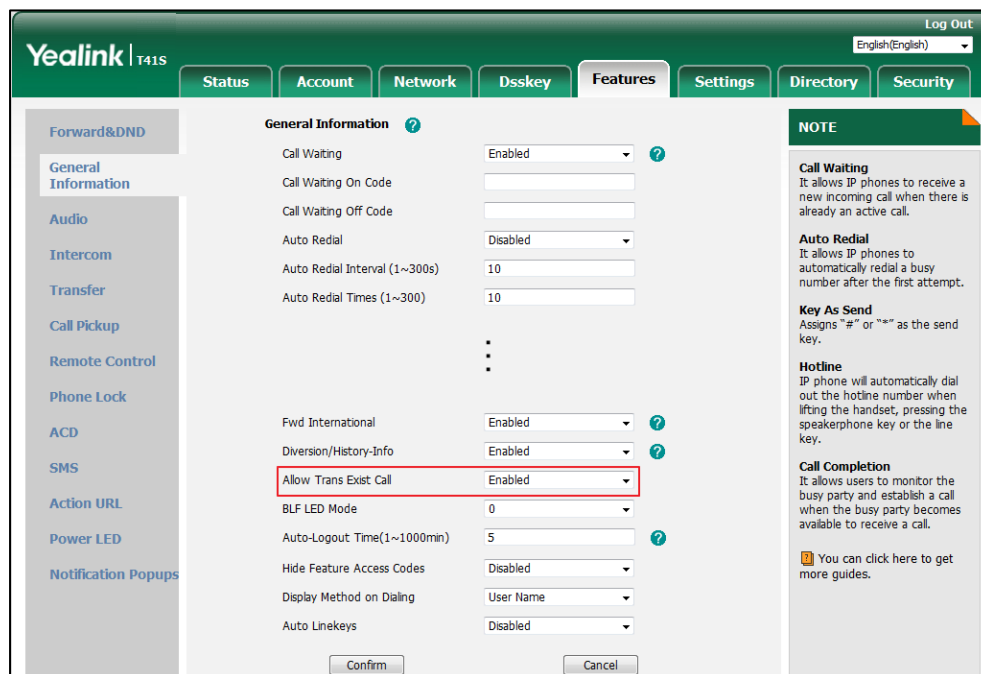 Log Out
English(English)
Yealink | T41S
Status Account Network Dsskey Features Settings Directory Security
Forward&DND
General
Information
Audio
Intercom
Transfer
Call Pickup
Remote Control
Phone Lock
ACD
SMS
Action URL
Power LED
Notification Popups
General Information ?
Call Waiting Enabled ?
Call Waiting On Code
Call Waiting Off Code
Auto Redial Disabled
Auto Redial Interval (1~300s) 10
Auto Redial Times (1~300) 10
Fwd International Enabled ?
Diversion/History-Info Enabled ?
Allow Trans Exist Call Enabled
BLF LED Mode 0
Auto-Logout Time(1~1000min) 5 ?
Hide Feature Access Codes Disabled
Display Method on Dialing User Name
Auto Linekeys Disabled
Confirm Cancel
NOTE
Call Waiting
It allows IP phones to receive a
new incoming call when there is
already an active call.
Auto Redial
It allows IP phones to
automatically redial a busy
number after the first attempt.
Key As Send
Assigns "#" or "*" as the send
key.
Hotline
IP phone will automatically dial
out the hotline number when
lifting the handset, pressing the
speakerphone key or the line
key.
Call Completion
It allows users to monitor the
busy party and establish a call
when the busy party becomes
available to receive a call.
? You can click here to get
more guides.